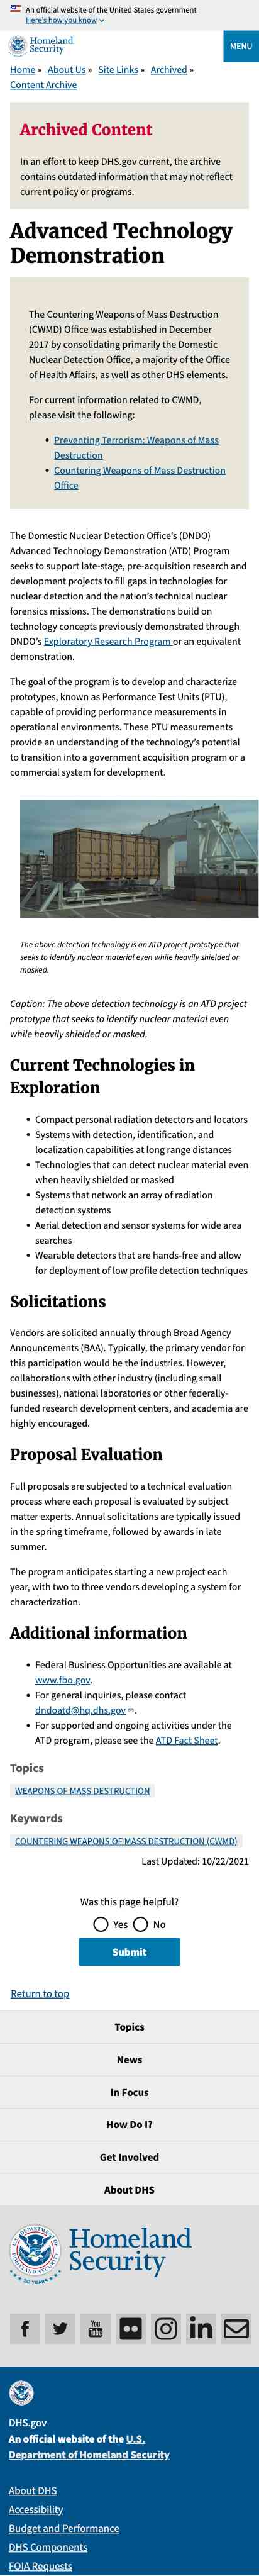 An official website of the United States government
Here's how you know
Homeland
Security
MENU
Home » About Us » Site Links » Archived »
Content Archive
Archived Content
In an effort to keep DHS.gov current, the archive
contains outdated information that may not reflect
current policy or programs.
Advanced Technology
Demonstration
The Countering Weapons of Mass Destruction
(CWMD) Office was established in December
2017 by consolidating primarily the Domestic
Nuclear Detection Office, a majority of the Office
of Health Affairs, as well as other DHS elements.
For current information related to CWMD,
please visit the following:
• Preventing Terrorism: Weapons of Mass
Destruction
• Countering Weapons of Mass Destruction
Office
The Domestic Nuclear Detection Office's (DNDO)
Advanced Technology Demonstration (ATD) Program
seeks to support late-stage, pre-acquisition research and
development projects to fill gaps in technologies for
nuclear detection and the nation's technical nuclear
forensics missions. The demonstrations build on
technology concepts previously demonstrated through
DNDO's Exploratory Research Program or an equivalent
demonstration.
The goal of the program is to develop and characterize
prototypes, known as Performance Test Units (PTU),
capable of providing performance measurements in
operational environments. These PTU measurements
provide an understanding of the technology's potential
to transition into a government acquisition program or a
commercial system for development.
The above detection technology is an ATD project prototype that
seeks to identify nuclear material even while heavily shielded or
masked.
Caption: The above detection technology is an ATD project
prototype that seeks to identify nuclear material even
while heavily shielded or masked.
Current Technologies in
Exploration
• Compact personal radiation detectors and locators
• Systems with detection, identification, and
localization capabilities at long range distances
• Technologies that can detect nuclear material even
when heavily shielded or masked
• Systems that network an array of radiation
detection systems
• Aerial detection and sensor systems for wide area
searches
• Wearable detectors that are hands-free and allow
for deployment of low profile detection techniques
Solicitations
Vendors are solicited annually through Broad Agency
Announcements (BAA). Typically, the primary vendor for
this participation would be the industries. However,
collaborations with other industry (including small
businesses), national laboratories or other federally-
funded research development centers, and academia are
highly encouraged.
Proposal Evaluation
Full proposals are subjected to a technical evaluation
process where each proposal is evaluated by subject
matter experts. Annual solicitations are typically issued
in the spring timeframe, followed by awards in late
summer.
The program anticipates starting a new project each
year, with two to three vendors developing a system for
characterization.
Additional information
• Federal Business Opportunities are available at
www.fbo.gov.
• For general inquiries, please contact
dndoatd@hq.dhs.gov.
• For supported and ongoing activities under the
ATD program, please see the ATD Fact Sheet.
Topics
WEAPONS OF MASS DESTRUCTION
Keywords
COUNTERING WEAPONS OF MASS DESTRUCTION (CWMD)
Last Updated: 10/22/2021
Was this page helpful?
Yes No
Submit
Return to top
Topics
News
In Focus
How Do I?
Get Involved
About DHS
Homeland
Security
20 YEARS
You
Tube
DHS.gov
An official website of the U.S.
Department of Homeland Security
About DHS
Accessibility
Budget and Performance
DHS Components
FOIA Requests